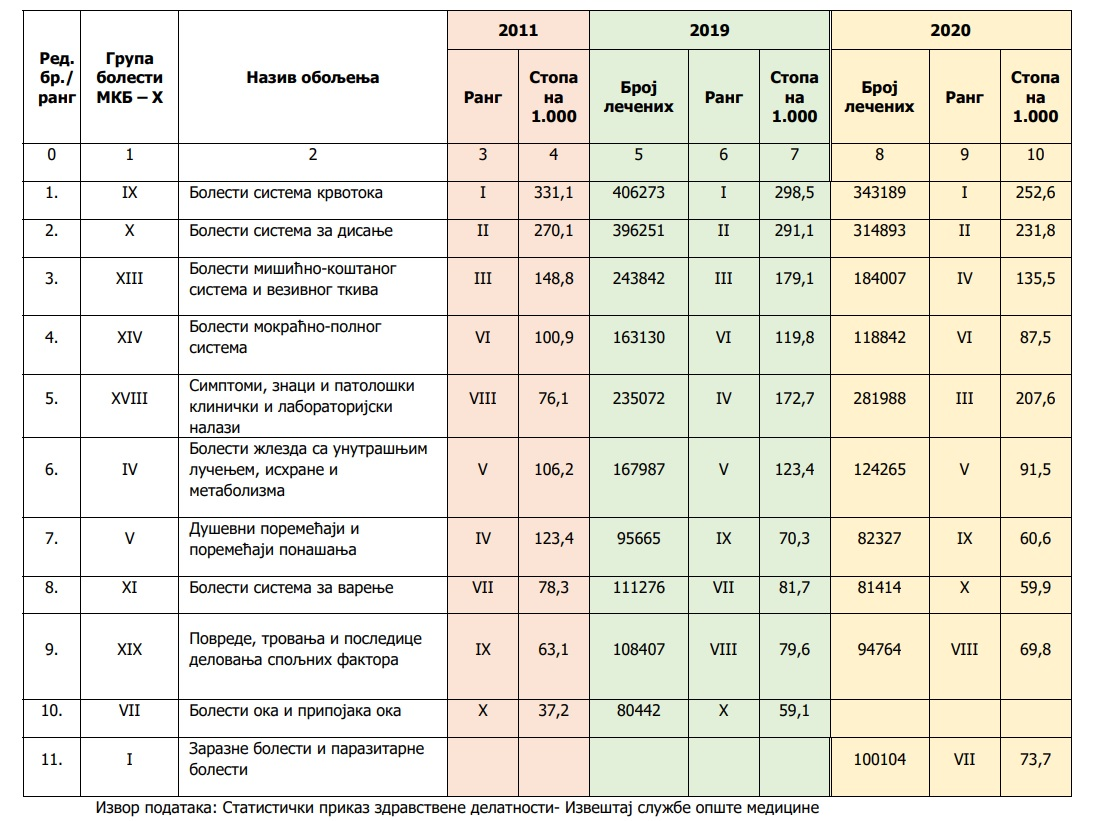 Ред. бр./ ранг | Група болести МКБ – X | Назив обољења | 2011 | 2019 | 2020
Ранг | Стопа на 1.000 | Број лечених | Ранг | Стопа на 1.000 | Број лечених | Ранг | Стопа на 1.000
0 | 1 | 2 | 3 | 4 | 5 | 6 | 7 | 8 | 9 | 10
1. | IX | Болести система крвотока | I | 331,1 | 406273 | I | 298,5 | 343189 | I | 252,6
2. | X | Болести система за дисање | II | 270,1 | 396251 | II | 291,1 | 314893 | II | 231,8
3. | XIII | Болести мишићно-коштаног система и везивног ткива | III | 148,8 | 243842 | III | 179,1 | 184007 | IV | 135,5
4. | XIV | Болести мокраћно-полног система | VI | 100,9 | 163130 | VI | 119,8 | 118842 | VI | 87,5
5. | XVIII | Симптоми, знаци и патолошки клинички и лабораторијски налази | VIII | 76,1 | 235072 | IV | 172,7 | 281988 | III | 207,6
6. | IV | Болести жлезда са унутрашњим лучењем, исхране и метаболизма | V | 106,2 | 167987 | V | 123,4 | 124265 | V | 91,5
7. | V | Душевни поремећаји и поремећаји понашања | IV | 123,4 | 95665 | IX | 70,3 | 82327 | IX | 60,6
8. | XI | Болести система за варење | VII | 78,3 | 111276 | VII | 81,7 | 81414 | X | 59,9
9. | XIX | Повреде, тровања и последице деловања спољних фактора | IX | 63,1 | 108407 | VIII | 79,6 | 94764 | VIII | 69,8
10. | VII | Болести ока и припојака ока | X | 37,2 | 80442 | X | 59,1
11. | I | Заразне болести и паразитарне болести | 100104 | VII | 73,7
Извор података: Статистички приказ здравствене делатности- Извештај службе опште медицине